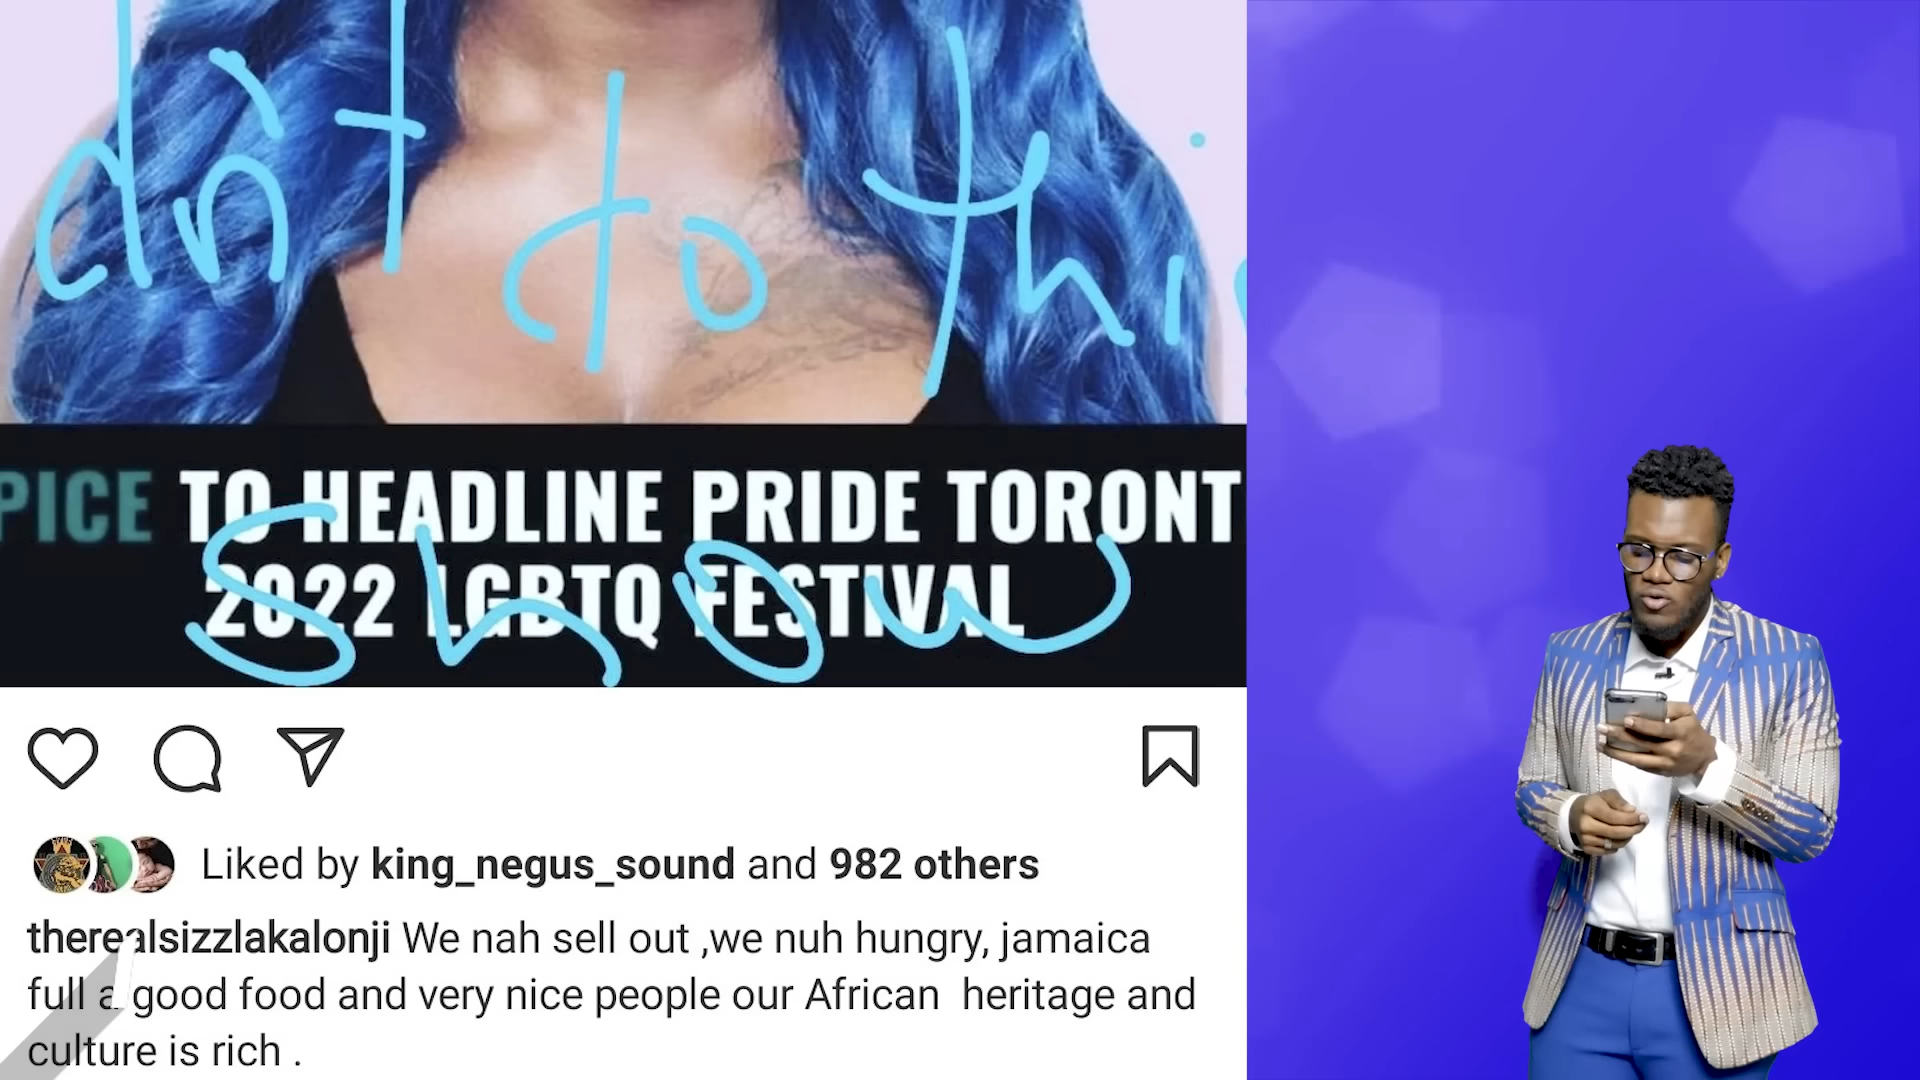 dn't to thi
PICE TO HEADLINE PRIDE TORONT
2022 LGBTQ FESTIVAL
Show
Liked by king_negus_sound and 982 others
therealsizzlakalonji We nah sell out ,we nuh hungry, jamaica
full a good food and very nice people our African heritage and
culture is rich .